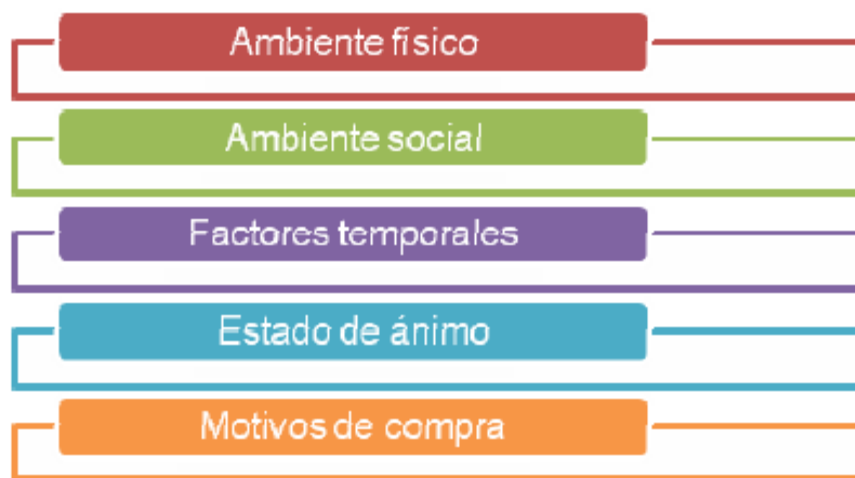 Ambiente físico
Ambiente social
Factores temporales
Estado de ánimo
Motivos de compra